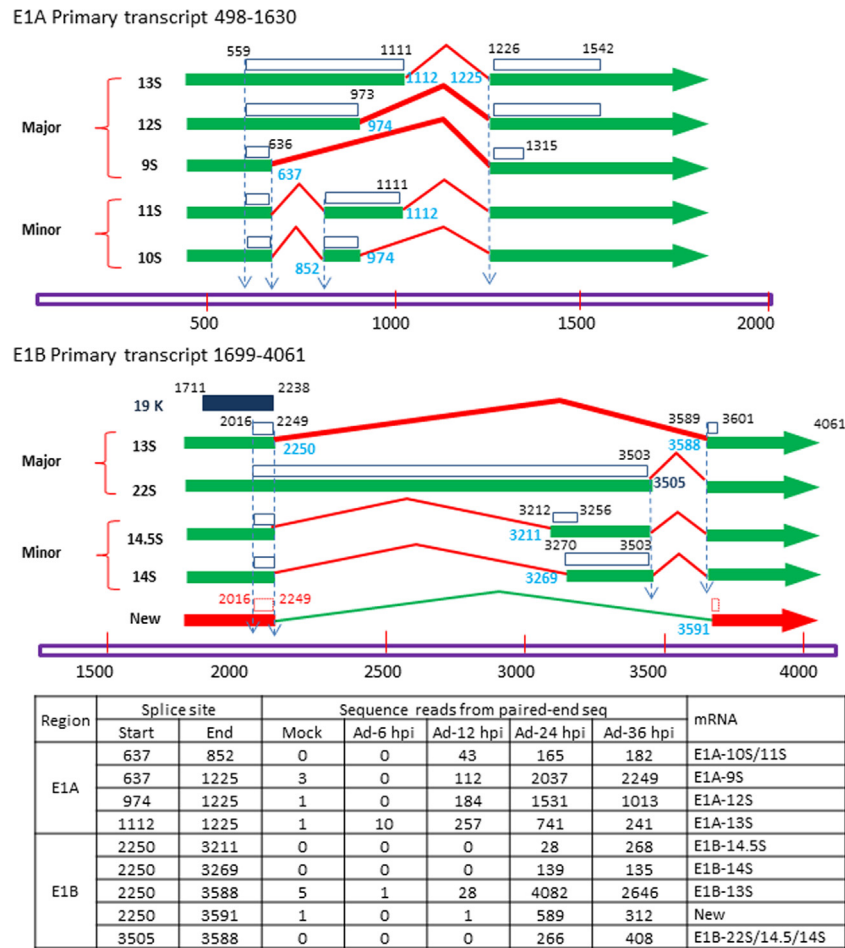 E1A Primary transcript 498-1630
559 1111 1226 1542
13S 1112 1225
973
Major 12S 974
636 1315
9S 637
1111
11S 1112
Minor
10S 852 974
500 1000 1500 2000
E1B Primary transcript 1699-4061
1711 2238
19 K
2016 2249 3589 3601 4061
13S 2250 3588
Major 3503
22S 3505
3212 3256
14.5S 3211
Minor 3270 3503
14S 3269
2016 2249
New 3591
1500 2000 2500 3000 3500 4000
Region Splice site Sequence reads from paired-end seq mRNA
Start End Mock Ad-6 hpi Ad-12 hpi Ad-24 hpi Ad-36 hpi
E1A
637 852 0 0 43 165 182 E1A-10S/11S
637 1225 3 0 112 2037 2249 E1A-9S
974 1225 1 0 184 1531 1013 E1A-12S
1112 1225 1 10 257 741 241 E1A-13S
E1B
2250 3211 0 0 0 28 268 E1B-14.5S
2250 3269 0 0 0 139 135 E1B-14S
2250 3588 5 1 28 4082 2646 E1B-13S
2250 3591 1 0 1 589 312 New
3505 3588 0 0 0 266 408 E1B-22S/14.5/14S